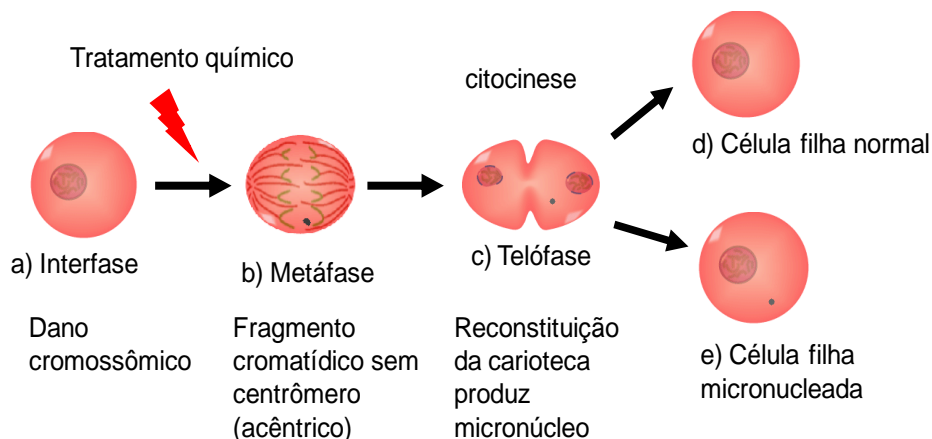 Tratamento químico
citocinese
d) Célula filha normal
a) Interfase
b) Metáfase
c) Telófase
Dano
cromossômico
Fragmento
cromatídico sem
centrômero
(acêntrico)
Reconstituição
da carioteca
produz
micronúcleo
e) Célula filha
micronucleada